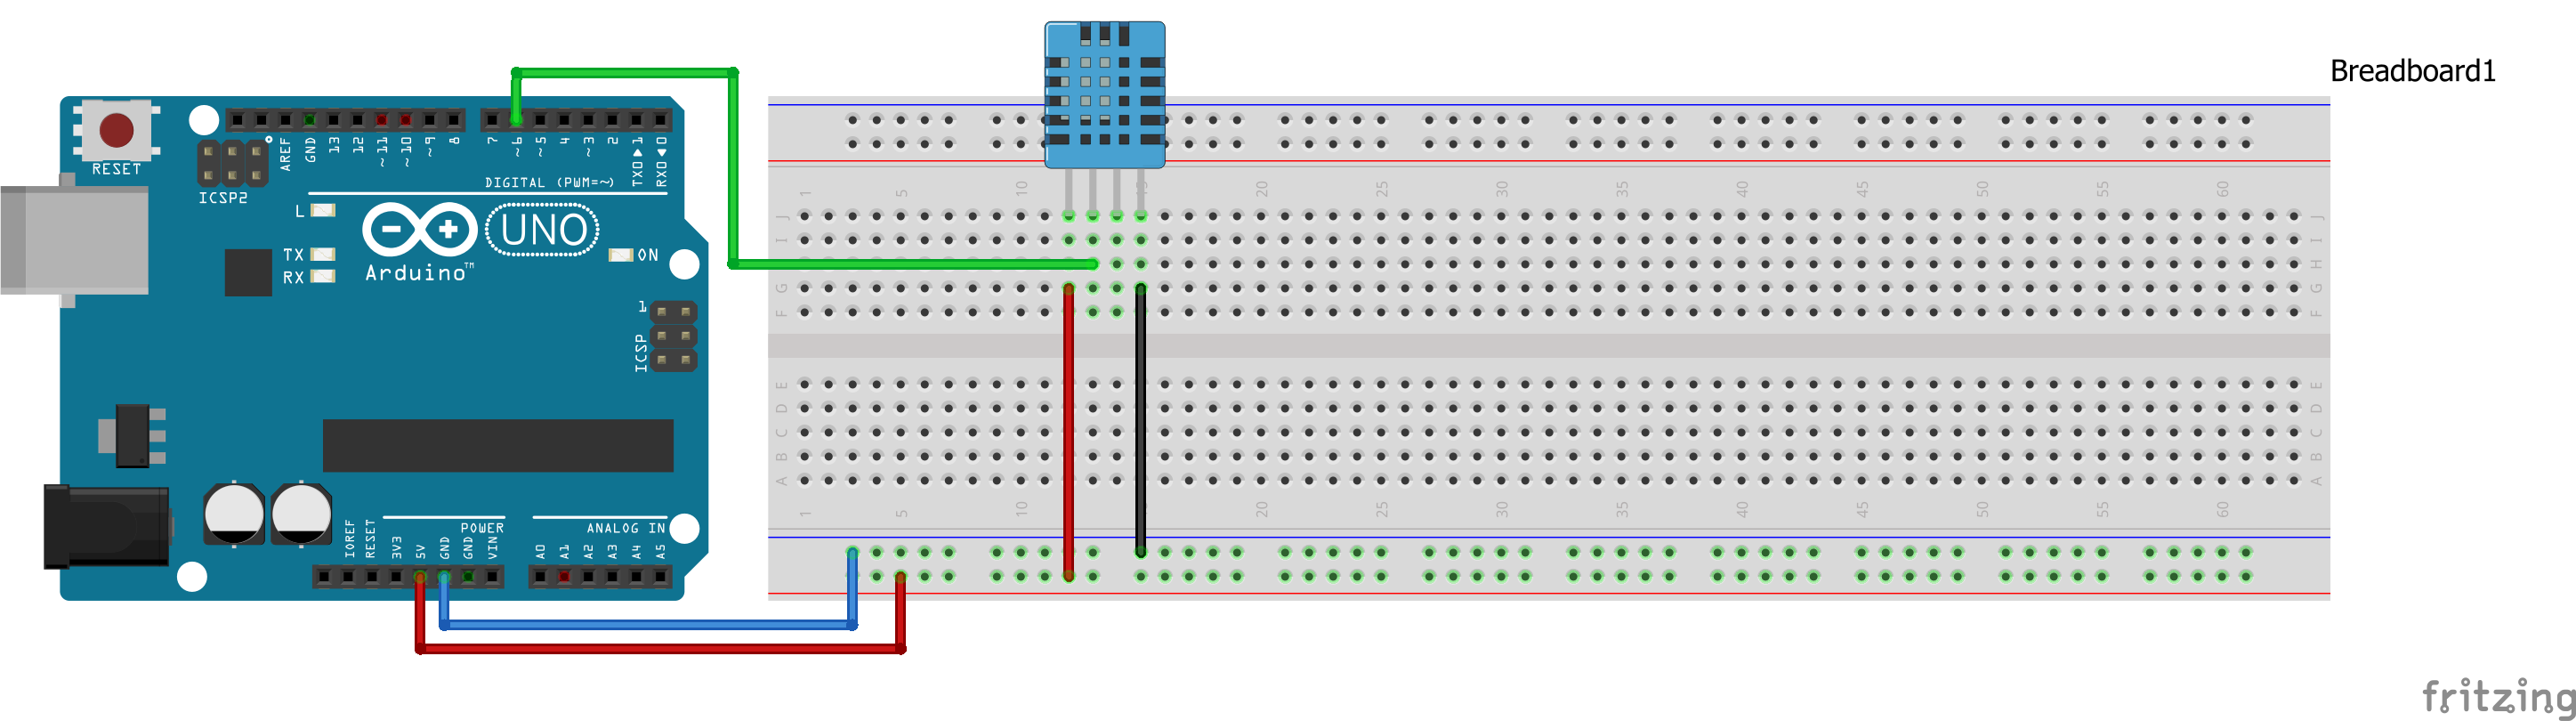 Breadboard1
RESET
ICSP2
AREF
GND
13
12
~11
~10
~9
8
7
~6
~5
4
~3
2
TX0 ▶ 1
RX0 ◀ 0
DIGITAL (PWM=~)
L
TX
RX
UNO
Arduino™
ON
1
ICSP
POWER
ANALOG IN
IOREF
RESET
3V3
5V
GND
GND
VIN
A0
A1
A2
A3
A4
A5
1 5 10 15 20 25 30 35 40 45 50 55 60
J J
I I
H H
G G
F F
E E
D D
C C
B B
A A
1 5 10 20 25 30 35 40 45 50 55 60
fritzing